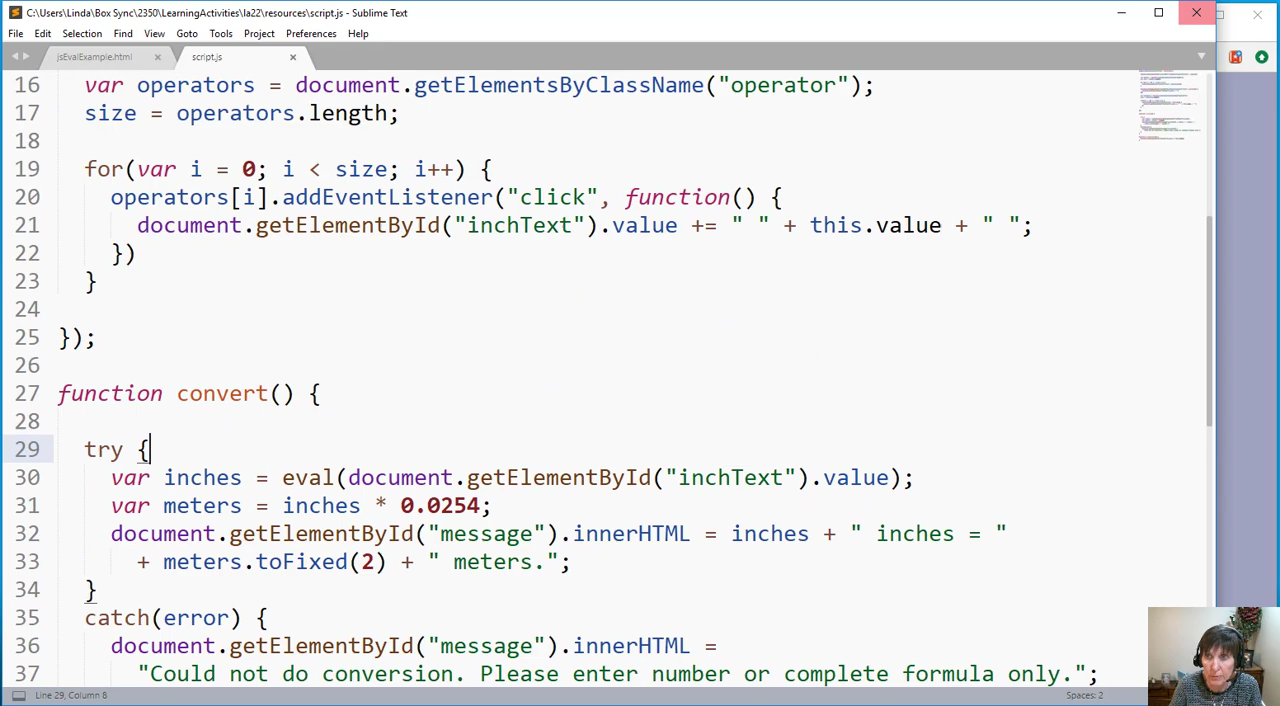 C:\Users\Linda\Box Sync\2350\LearningActivities\la22\resources\script.js - Sublime Text
File Edit Selection Find View Goto Tools Project Preferences Help
jsEvalExample.html script.js
16 var operators = document.getElementsByClassName("operator");
17 size = operators.length;
18
19 for(var i = 0; i < size; i++) {
20 operators[i].addEventListener("click", function() {
21 document.getElementById("inchText").value += " " + this.value + " ";
22 })
23 }
24
25 });
26
27 function convert() {
28
29 try {
30 var inches = eval(document.getElementById("inchText").value);
31 var meters = inches * 0.0254;
32 document.getElementById("message").innerHTML = inches + " inches = "
33 + meters.toFixed(2) + " meters.";
34 }
35 catch(error) {
36 document.getElementById("message").innerHTML =
37 "Could not do conversion. Please enter number or complete formula only.";
Line 29, Column 8 Spaces: 2